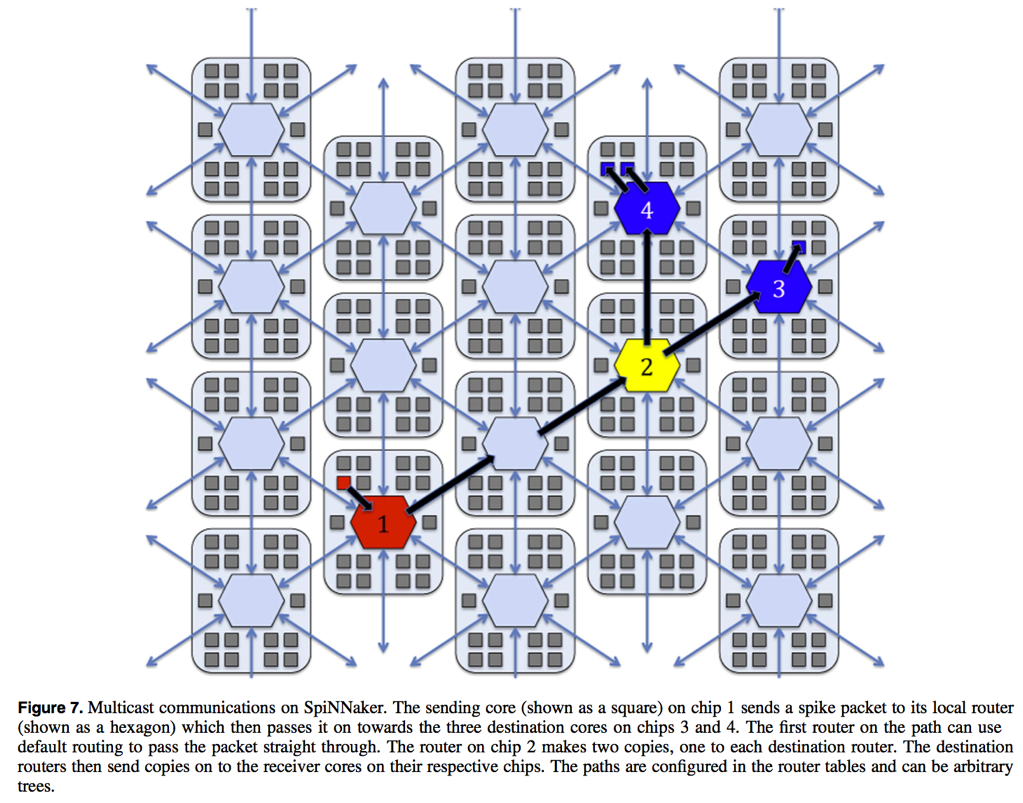 4
3
2
1
Figure 7. Multicast communications on SpiNNaker. The sending core (shown as a square) on chip 1 sends a spike packet to its local router
(shown as a hexagon) which then passes it on towards the three destination cores on chips 3 and 4. The first router on the path can use
default routing to pass the packet straight through. The router on chip 2 makes two copies, one to each destination router. The destination
routers then send copies on to the receiver cores on their respective chips. The paths are configured in the router tables and can be arbitrary
trees.